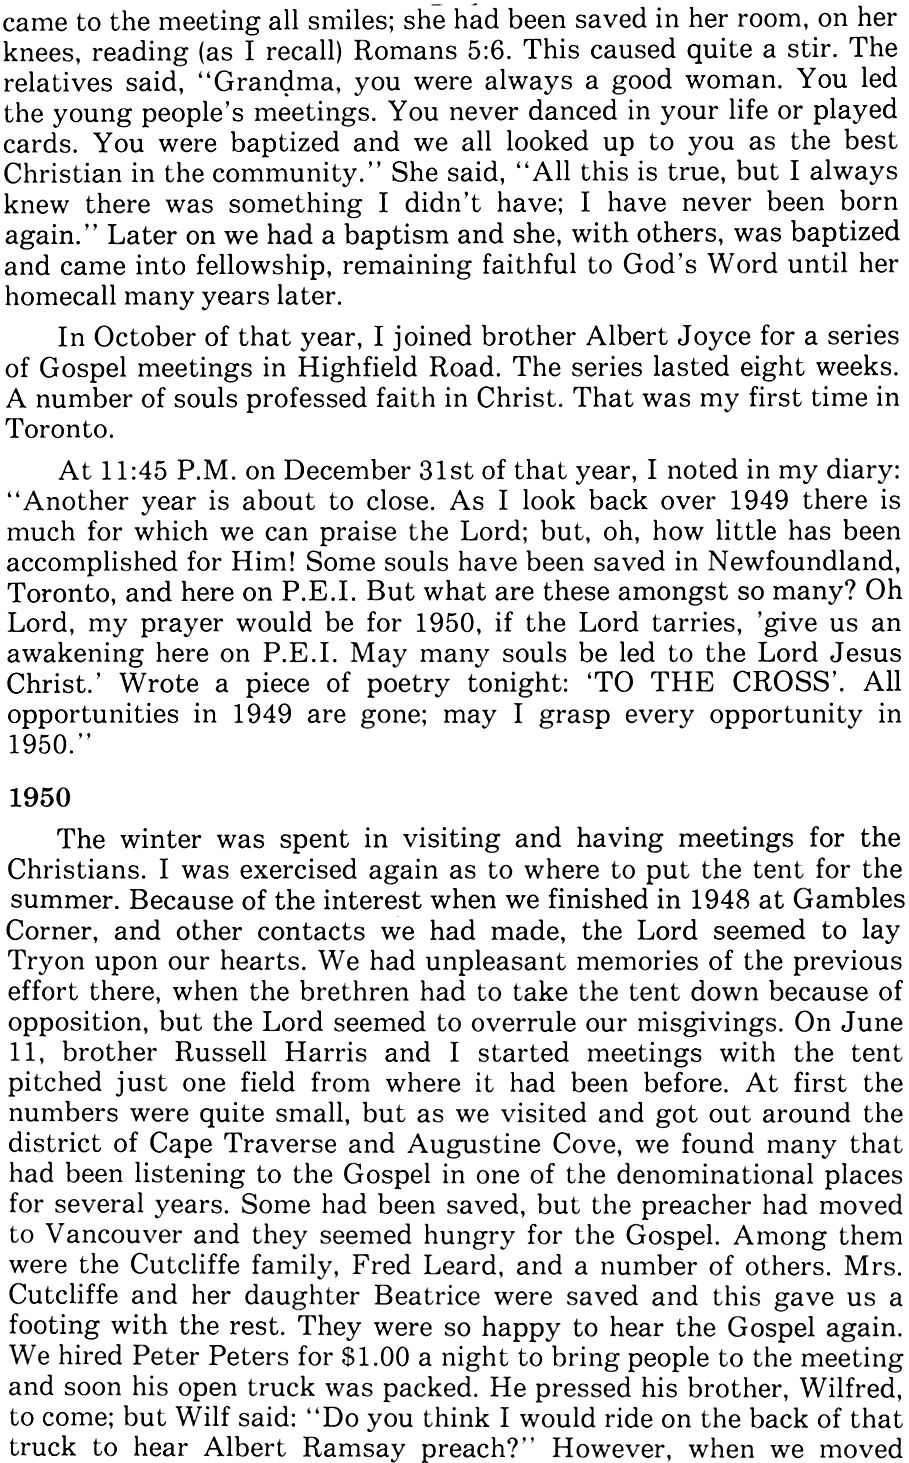 came to the meeting all smiles; she had been saved in her room, on her
knees, reading (as I recall) Romans 5:6. This caused quite a stir. The
relatives said, “Grandma, you were always a good woman. You led
the young people's meetings. You never danced in your life or played
cards. You were baptized and we all looked up to you as the best
Christian in the community.” She said, “All this is true, but I always
knew there was something I didn't have; I have never been born
again.” Later on we had a baptism and she, with others, was baptized
and came into fellowship, remaining faithful to God's Word until her
homecall many years later.
In October of that year, I joined brother Albert Joyce for a series
of Gospel meetings in Highfield Road. The series lasted eight weeks.
A number of souls professed faith in Christ. That was my first time in
Toronto.
At 11:45 P.M. on December 31st of that year, I noted in my diary:
“Another year is about to close. As I look back over 1949 there is
much for which we can praise the Lord; but, oh, how little has been
accomplished for Him! Some souls have been saved in Newfoundland,
Toronto, and here on P.E.I. But what are these amongst so many? Oh
Lord, my prayer would be for 1950, if the Lord tarries, 'give us an
awakening here on P.E.I. May many souls be led to the Lord Jesus
Christ.' Wrote a piece of poetry tonight: 'TO THE CROSS'. All
opportunities in 1949 are gone; may I grasp every opportunity in
1950.”
1950
The winter was spent in visiting and having meetings for the
Christians. I was exercised again as to where to put the tent for the
summer. Because of the interest when we finished in 1948 at Gambles
Corner, and other contacts we had made, the Lord seemed to lay
Tryon upon our hearts. We had unpleasant memories of the previous
effort there, when the brethren had to take the tent down because of
opposition, but the Lord seemed to overrule our misgivings. On June
11, brother Russell Harris and I started meetings with the tent
pitched just one field from where it had been before. At first the
numbers were quite small, but as we visited and got out around the
district of Cape Traverse and Augustine Cove, we found many that
had been listening to the Gospel in one of the denominational places
for several years. Some had been saved, but the preacher had moved
to Vancouver and they seemed hungry for the Gospel. Among them
were the Cutcliffe family, Fred Leard, and a number of others. Mrs.
Cutcliffe and her daughter Beatrice were saved and this gave us a
footing with the rest. They were so happy to hear the Gospel again.
We hired Peter Peters for $1.00 a night to bring people to the meeting
and soon his open truck was packed. He pressed his brother, Wilfred,
to come; but Wilf said: “Do you think I would ride on the back of that
truck to hear Albert Ramsay preach?” However, when we moved